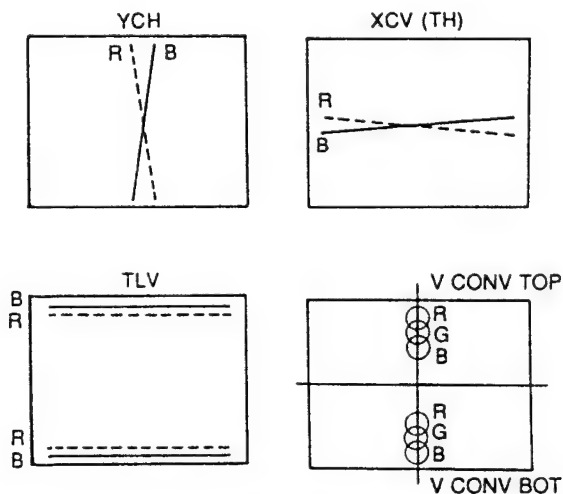 YCH
R B
XCV (TH)
R
B
TLV
B
R
R
B
V CONV TOP
R
G
B
R
G
B
V CONV BOT